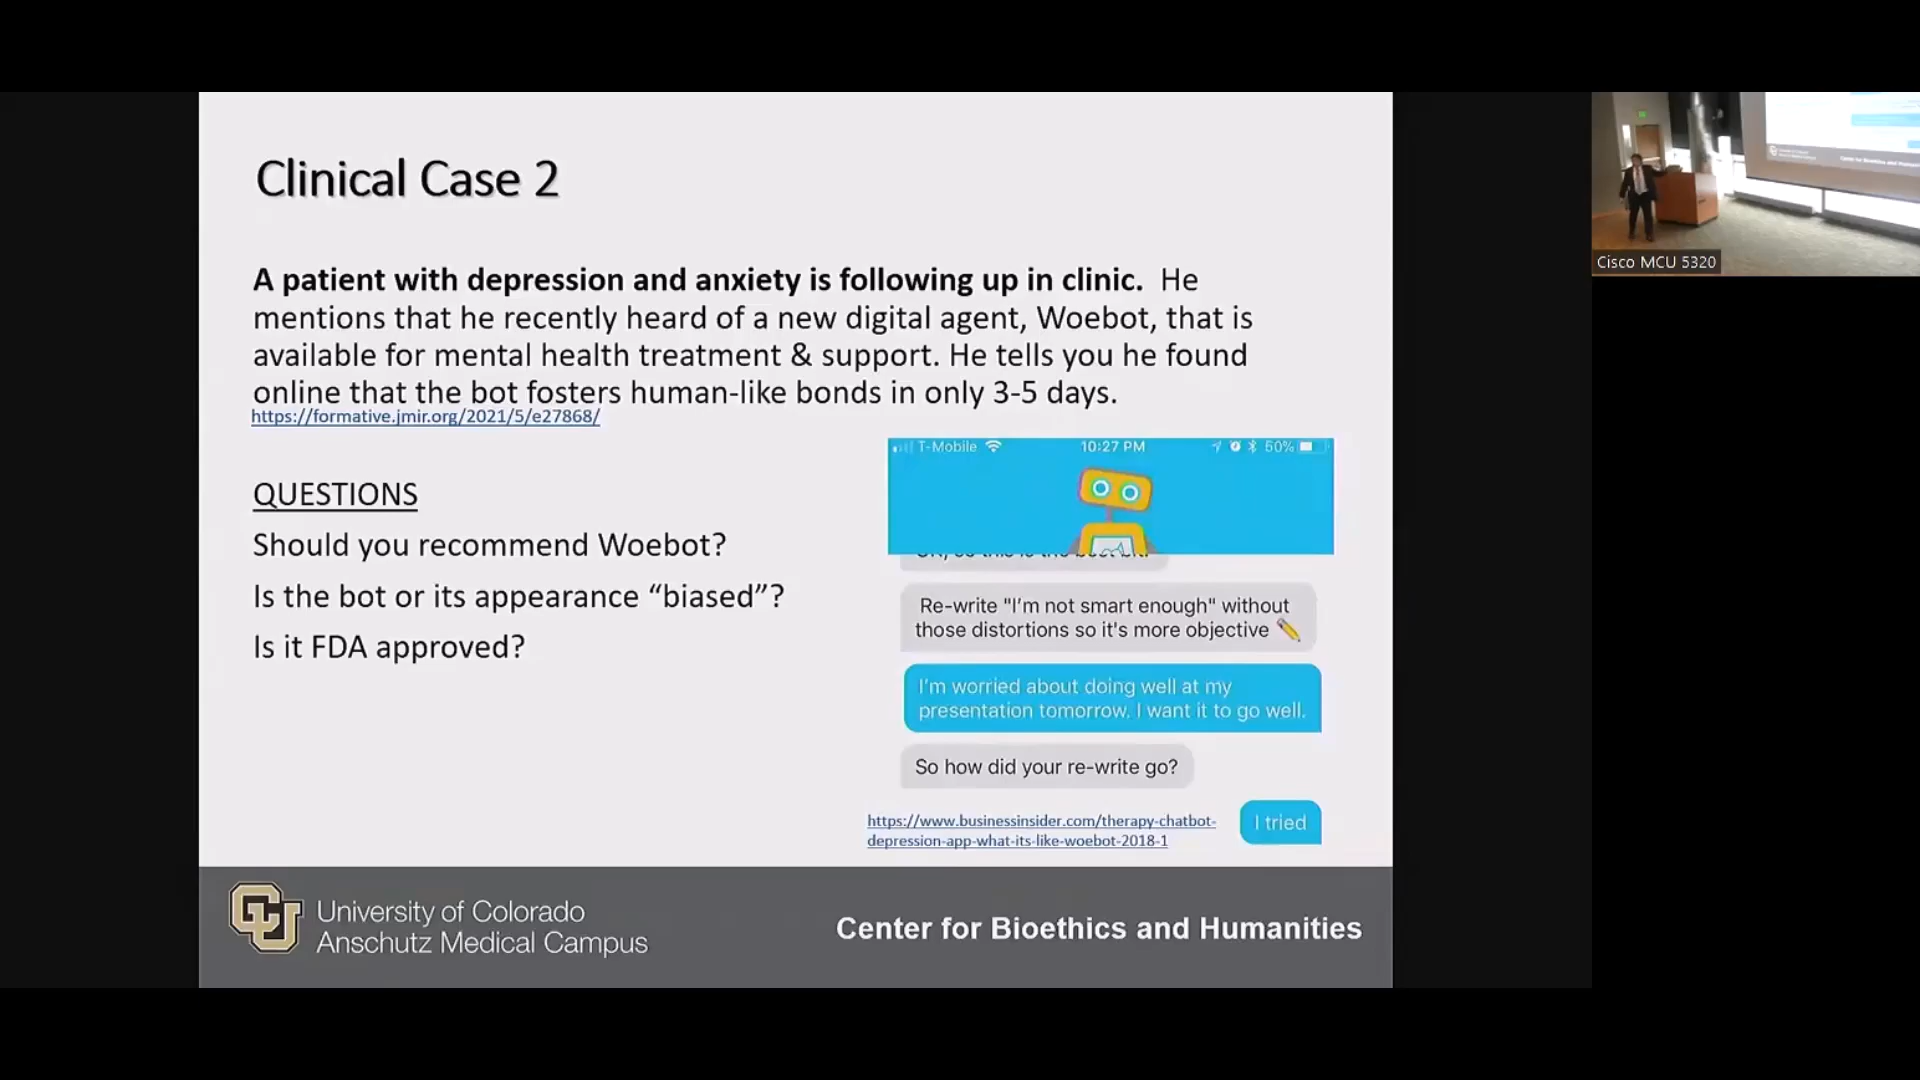 Clinical Case 2
A patient with depression and anxiety is following up in clinic. He
mentions that he recently heard of a new digital agent, Woebot, that is
available for mental health treatment & support. He tells you he found
online that the bot fosters human-like bonds in only 3-5 days.
https://formative.jmir.org/2021/5/e27868/
QUESTIONS
Should you recommend Woebot?
Is the bot or its appearance “biased”?
Is it FDA approved?
T-Mobile 10:27 PM 50%
Re-write "I'm not smart enough" without
those distortions so it's more objective ✏️
I'm worried about doing well at my
presentation tomorrow. I want it to go well.
So how did your re-write go?
I tried
https://www.businessinsider.com/therapy-chatbot-
depression-app-what-its-like-woebot-2018-1
CU
University of Colorado
Anschutz Medical Campus
Center for Bioethics and Humanities
Cisco MCU 5320